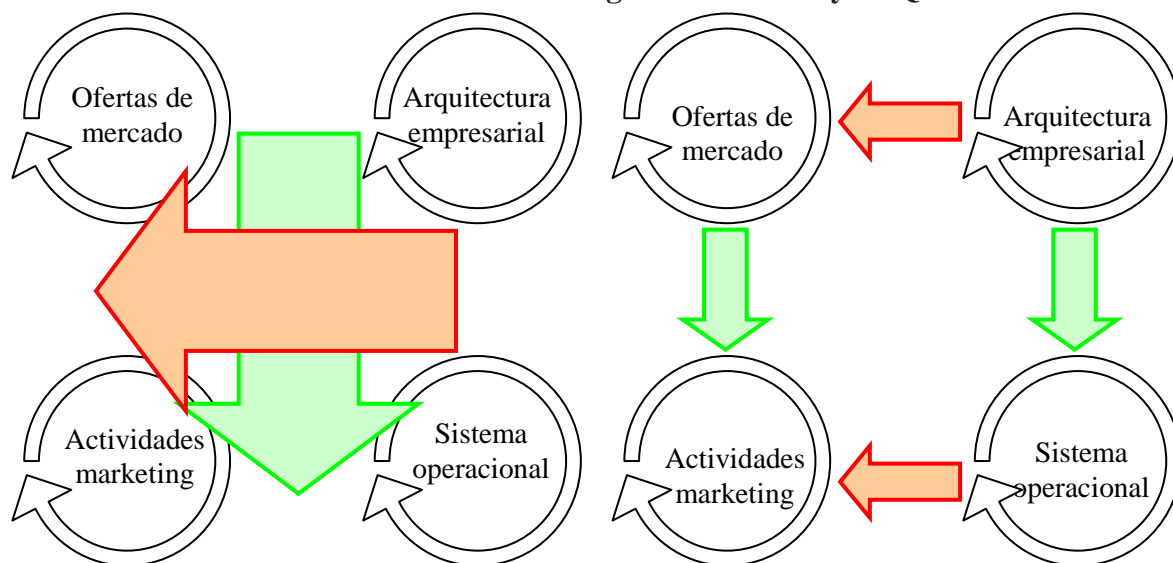 Ofertas de
mercado
Arquitectura
empresarial
Ofertas de
mercado
Arquitectura
empresarial
Actividades
marketing
Sistema
operacional
Actividades
marketing
Sistema
operacional